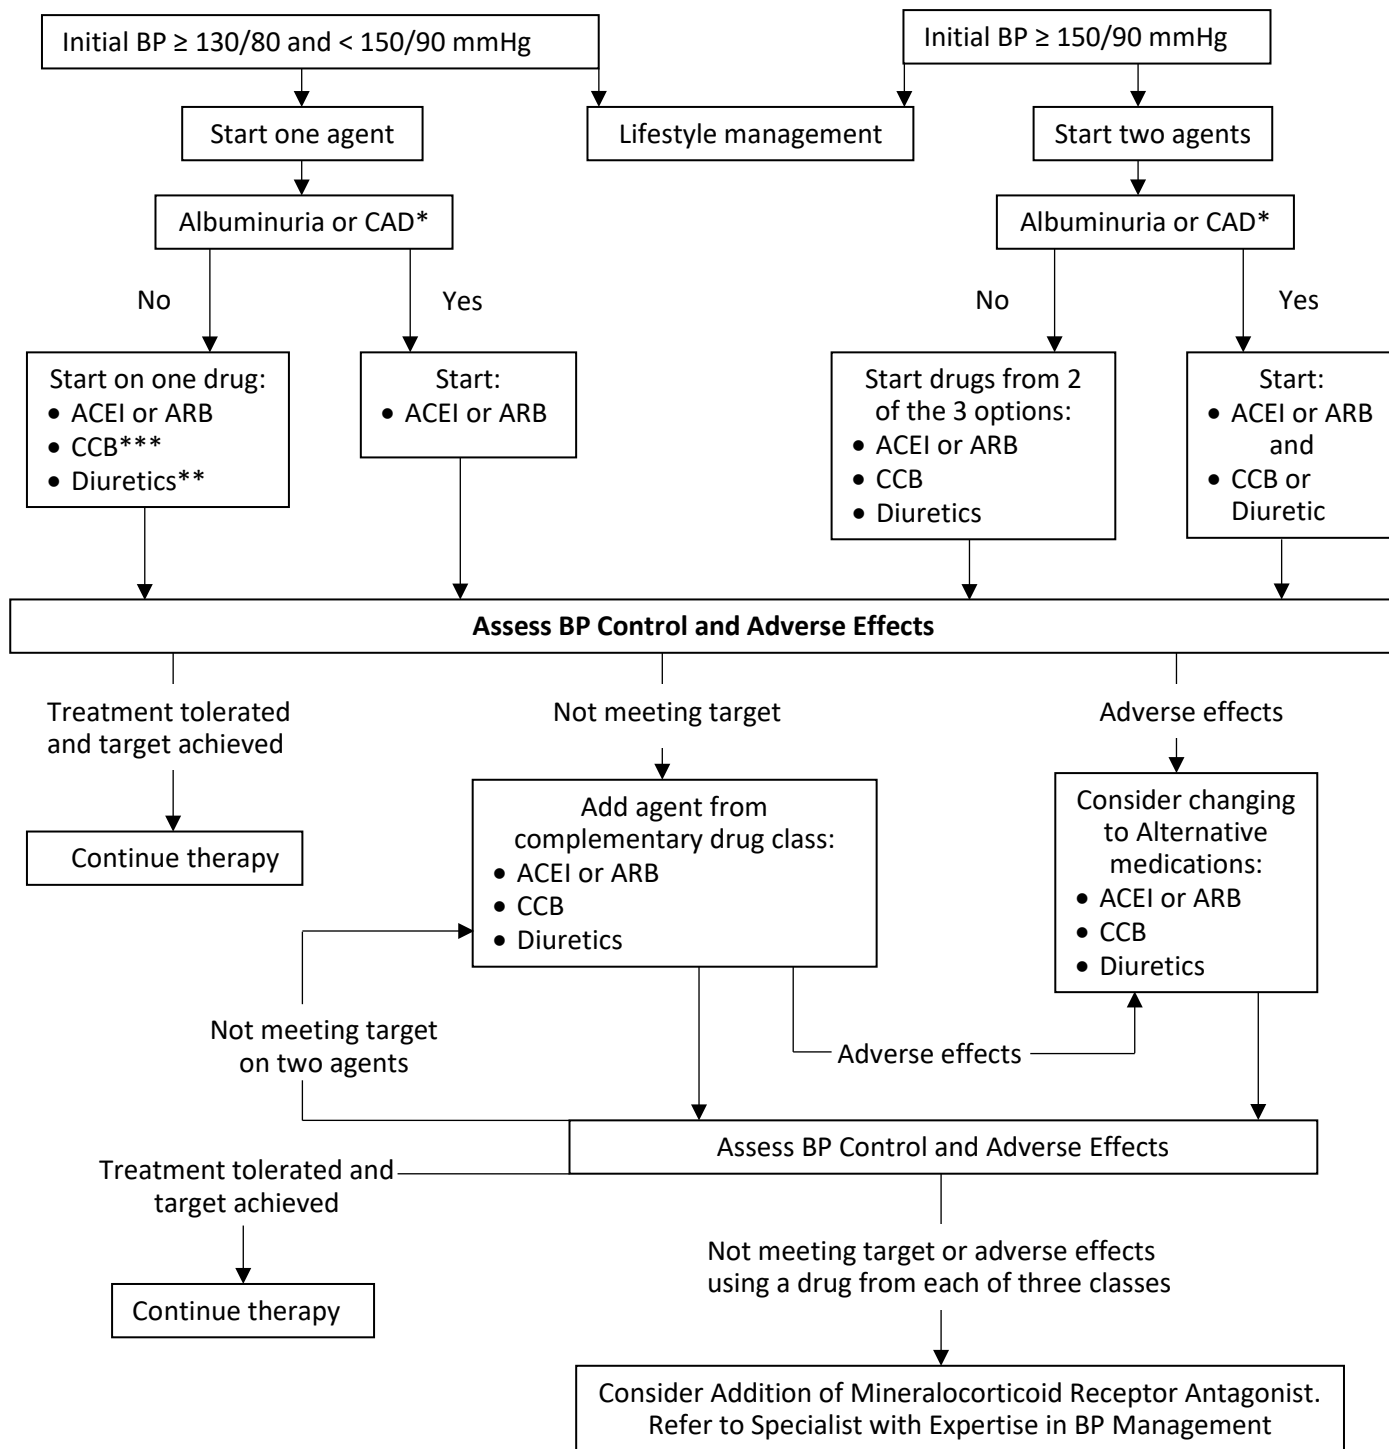 Initial BP ≥ 130/80 and < 150/90 mmHg
Initial BP ≥ 150/90 mmHg
Start one agent
Lifestyle management
Start two agents
Albuminuria or CAD*
Albuminuria or CAD*
No
Yes
No
Yes
Start on one drug:
• ACEI or ARB
• CCB***
• Diuretics**
Start:
• ACEI or ARB
Start drugs from 2
of the 3 options:
• ACEI or ARB
• CCB
• Diuretics
Start:
• ACEI or ARB
and
• CCB or
Diuretic
Assess BP Control and Adverse Effects
Treatment tolerated
and target achieved
Not meeting target
Adverse effects
Continue therapy
Add agent from
complementary drug class:
• ACEI or ARB
• CCB
• Diuretics
Consider changing
to Alternative
medications:
• ACEI or ARB
• CCB
• Diuretics
Not meeting target
on two agents
Adverse effects
Assess BP Control and Adverse Effects
Treatment tolerated and
target achieved
Not meeting target or adverse effects
using a drug from each of three classes
Continue therapy
Consider Addition of Mineralocorticoid Receptor Antagonist.
Refer to Specialist with Expertise in BP Management